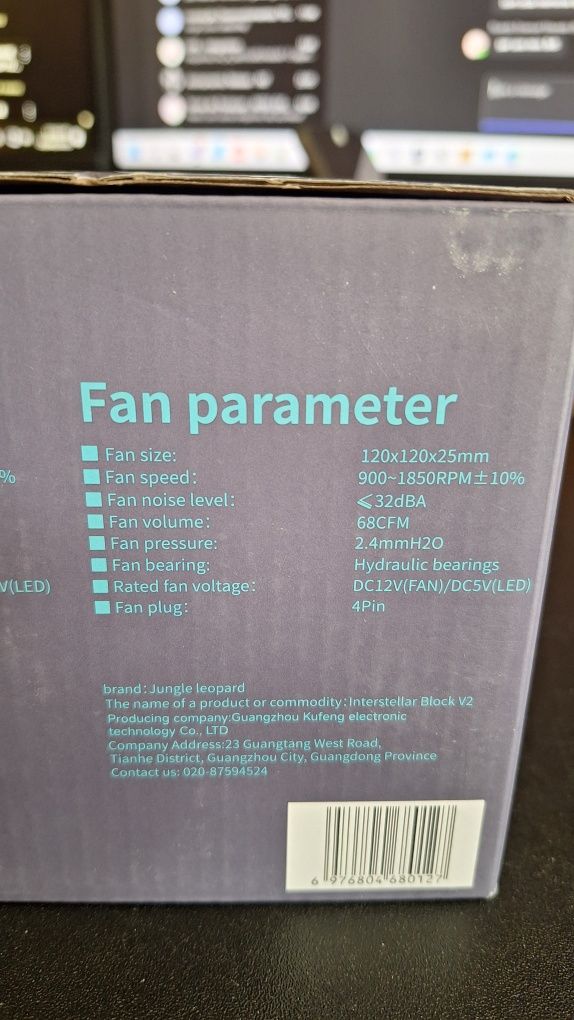 Fan parameter
Fan size: 120x120x25mm
% Fan speed: 900~1850RPM±10%
Fan noise level: ⩽32dBA
Fan volume: 68CFM
Fan pressure: 2.4mmH2O
Fan bearing: Hydraulic bearings
V(LED) Rated fan voltage: DC12V(FAN)/DC5V(LED)
Fan plug: 4Pin
brand:Jungle leopard
The name of a product or commodity:Interstellar Block V2
Producing company:Guangzhou Kufeng electronic
technology Co., LTD
Company Address:23 Guangtang West Road,
Tianhe District, Guangzhou City, Guangdong Province
Contact us: 020-87594524
6 976804 680127